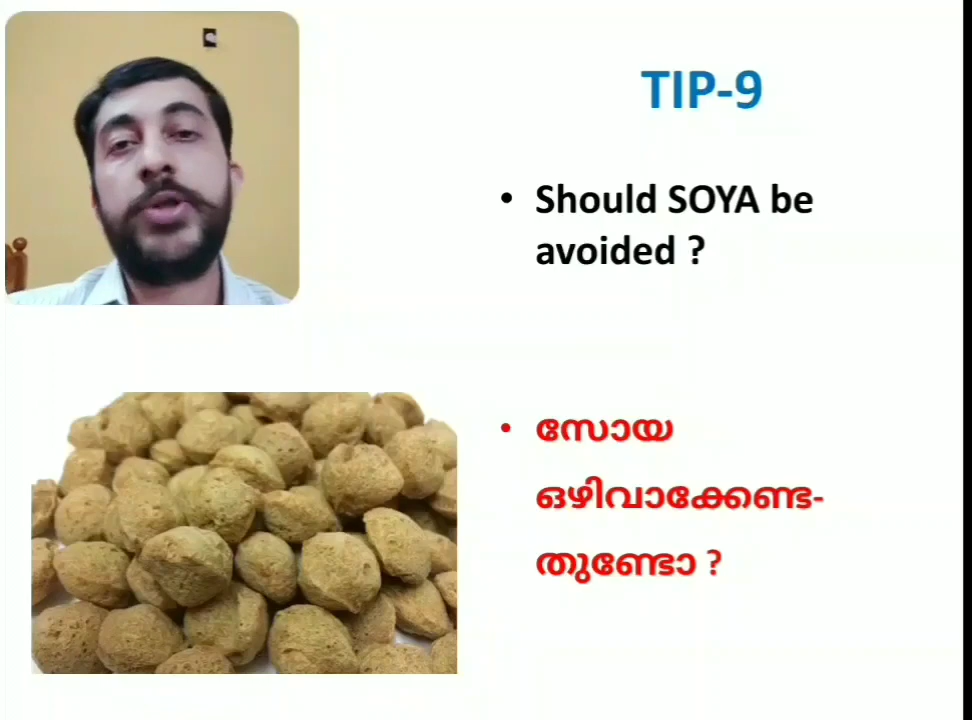 TIP-9
• Should SOYA be
avoided ?
• സോയ
ഒഴിവാക്കേണ്ട-
തുണ്ടോ ?